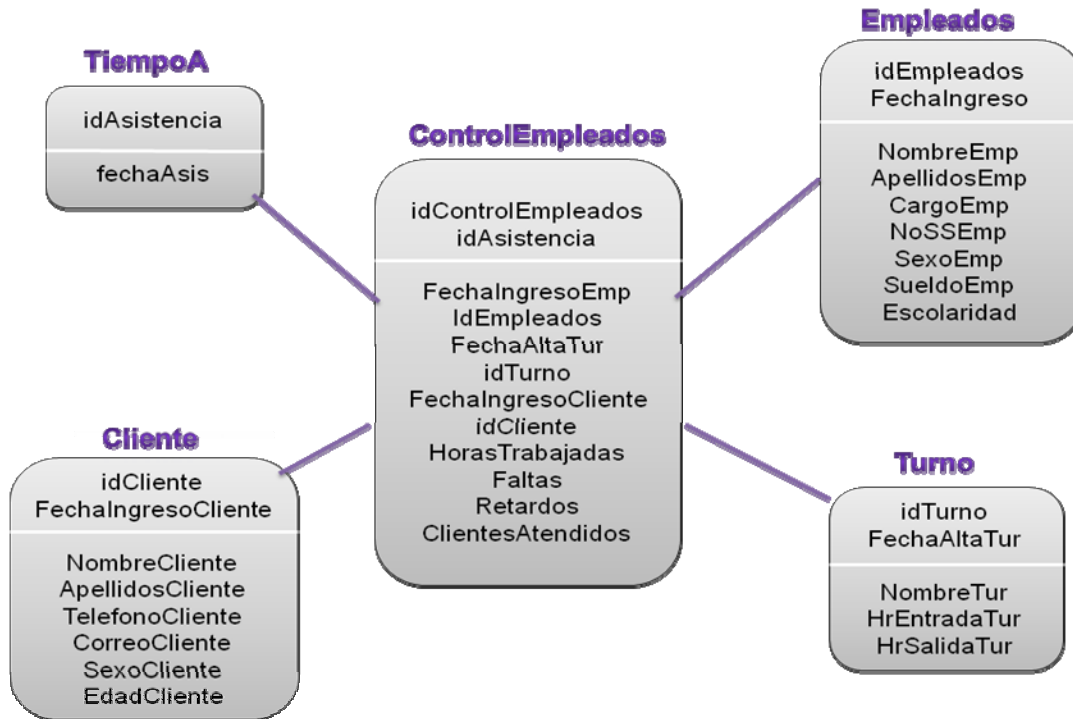 TiempoA
idAsistencia
fechaAsis
ControlEmpleados
idControlEmpleados
idAsistencia
FechaIngresoEmp
IdEmpleados
FechaAltaTur
idTurno
FechaIngresoCliente
idCliente
HorasTrabajadas
Faltas
Retardos
ClientesAtendidos
Empleados
idEmpleados
FechaIngreso
NombreEmp
ApellidosEmp
CargoEmp
NoSSEmp
SexoEmp
SueldoEmp
Escolaridad
Cliente
idCliente
FechaIngresoCliente
NombreCliente
ApellidosCliente
TelefonoCliente
CorreoCliente
SexoCliente
EdadCliente
Turno
idTurno
FechaAltaTur
NombreTur
HrEntradaTur
HrSalidaTur